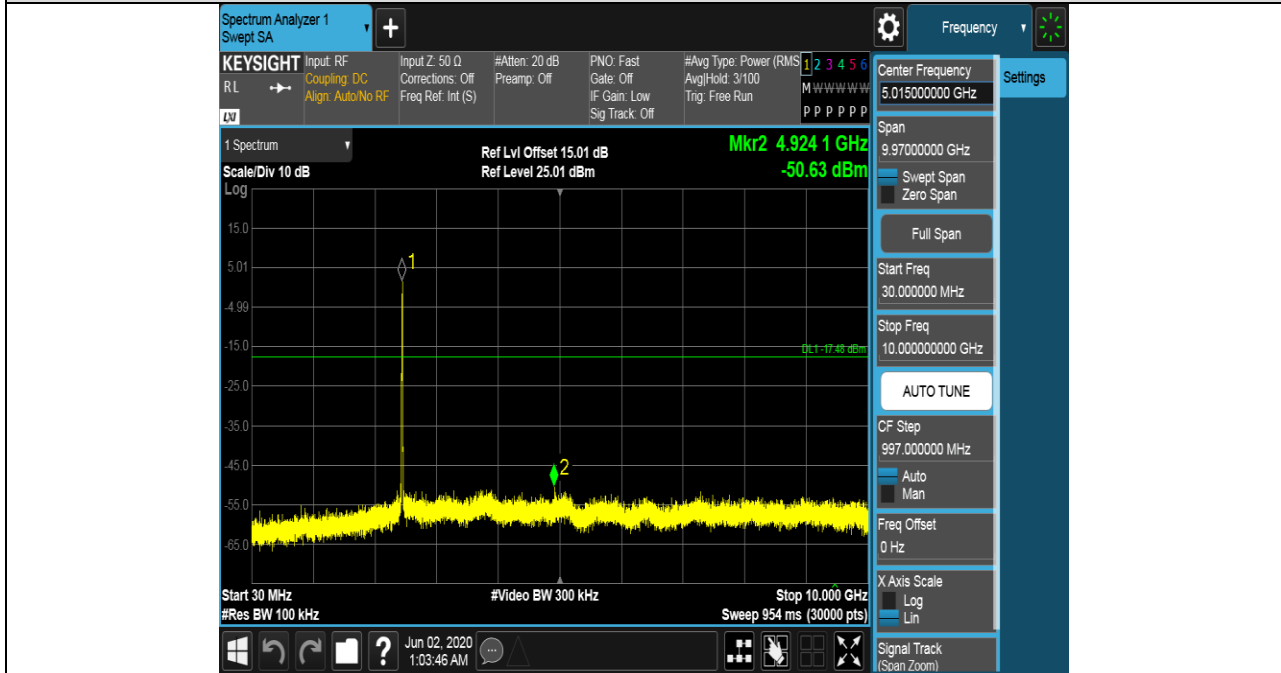 Spectrum Analyzer 1
Swept SA
+
Frequency
KEYSIGHT
RL
LXI
Input: RF
Coupling: DC
Align: Auto/No RF
Input Z: 50 Ω
Corrections: Off
Freq Ref: Int (S)
#Atten: 20 dB
Preamp: Off
PNO: Fast
Gate: Off
IF Gain: Low
Sig Track: Off
#Avg Type: Power (RMS
Avg|Hold: 3/100
Trig: Free Run
1 2 3 4 5 6
M W W W W W
P P P P P P
1 Spectrum
Scale/Div 10 dB
Log
Ref Lvl Offset 15.01 dB
Ref Level 25.01 dBm
Mkr2 4.924 1 GHz
-50.63 dBm
15.0
5.01
-4.99
-15.0
-25.0
-35.0
-45.0
-55.0
-65.0
1
DL1 -17.48 dBm
2
Start 30 MHz
#Res BW 100 kHz
#Video BW 300 kHz
Stop 10.000 GHz
Sweep 954 ms (30000 pts)
Center Frequency
5.015000000 GHz
Span
9.97000000 GHz
Swept Span
Zero Span
Full Span
Start Freq
30.000000 MHz
Stop Freq
10.000000000 GHz
AUTO TUNE
CF Step
997.000000 MHz
Auto
Man
Freq Offset
0 Hz
X Axis Scale
Log
Lin
Signal Track
(Span Zoom)
Settings
?
Jun 02, 2020
1:03:46 AM